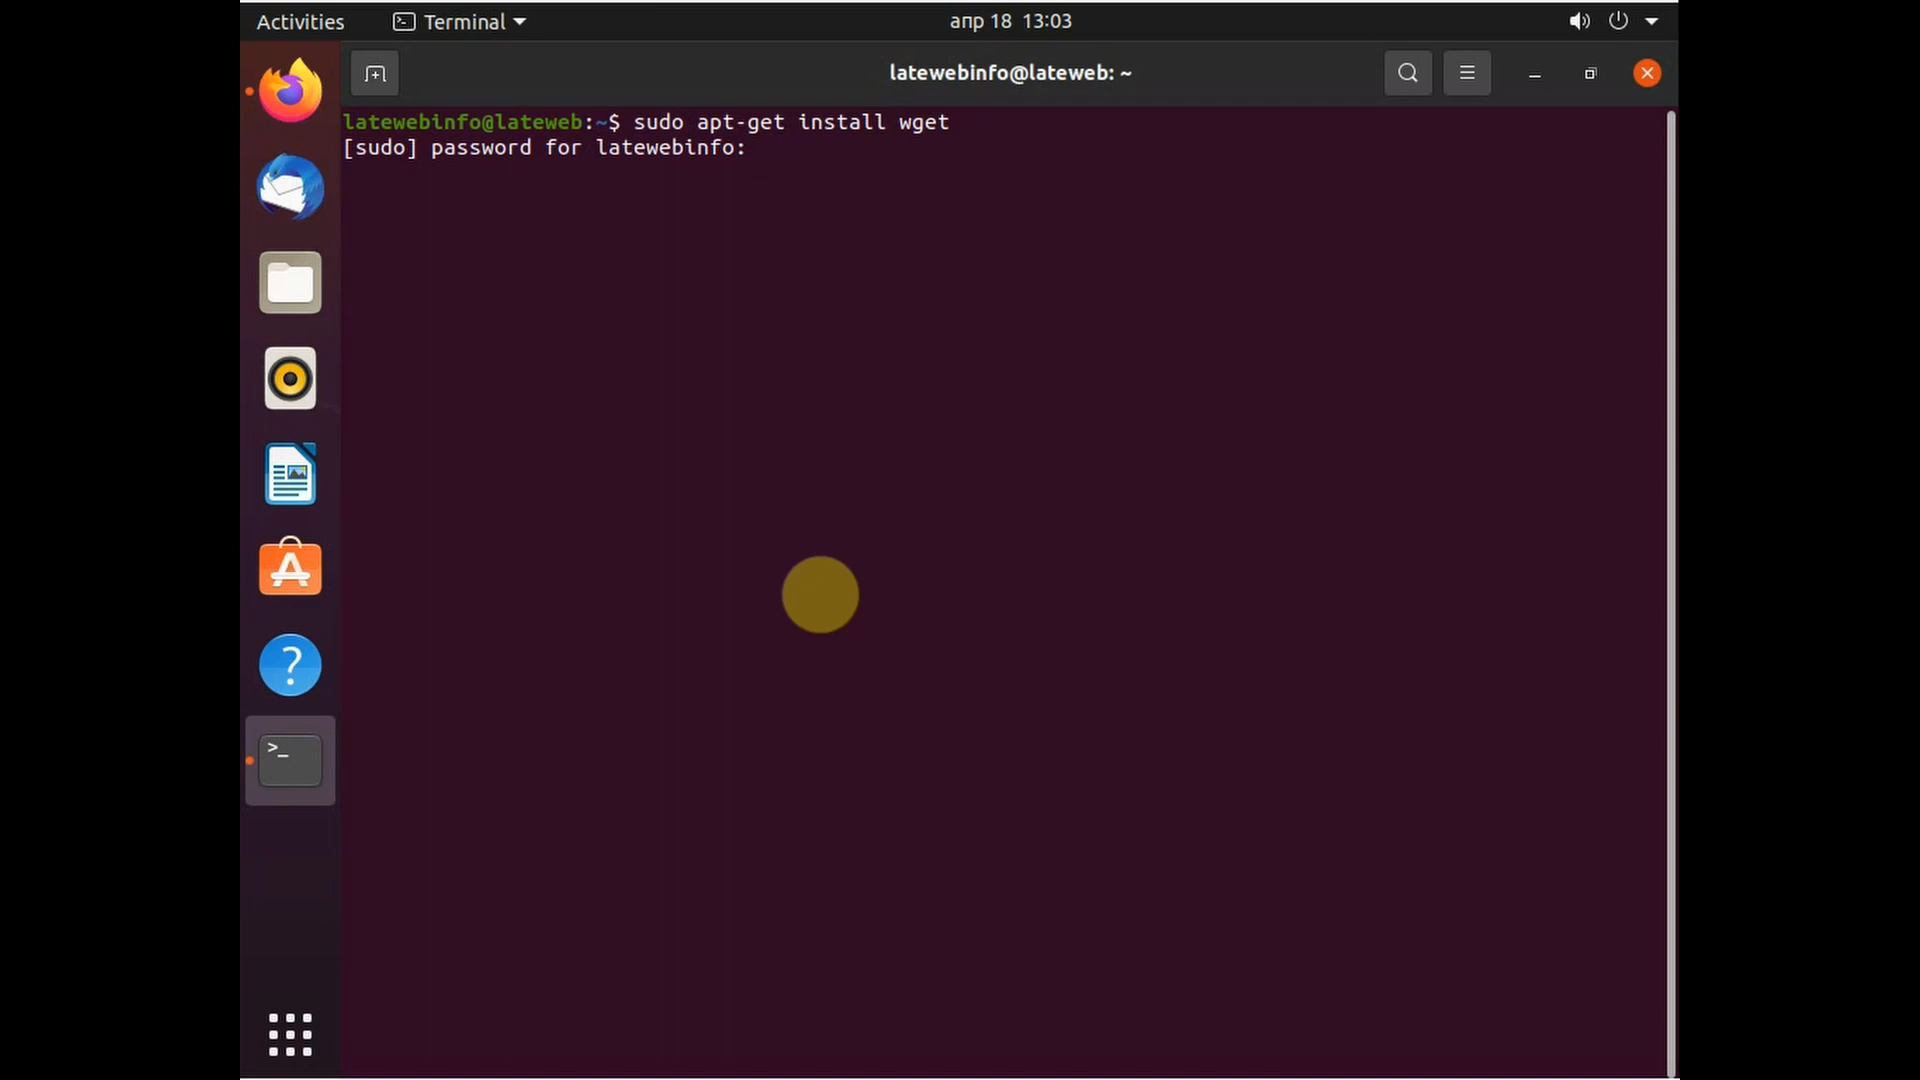 Activities
Terminal
апр 18 13:03
latewebinfo@lateweb: ~
latewebinfo@lateweb:~$ sudo apt-get install wget
[sudo] password for latewebinfo: